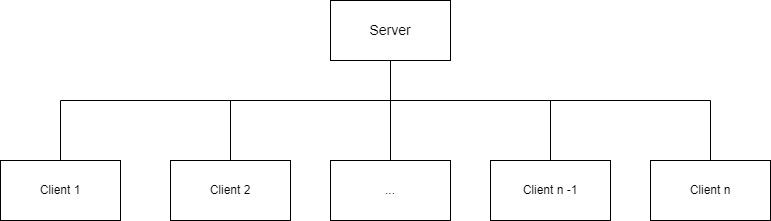 Server
Client 1
Client 2
...
Client n -1
Client n